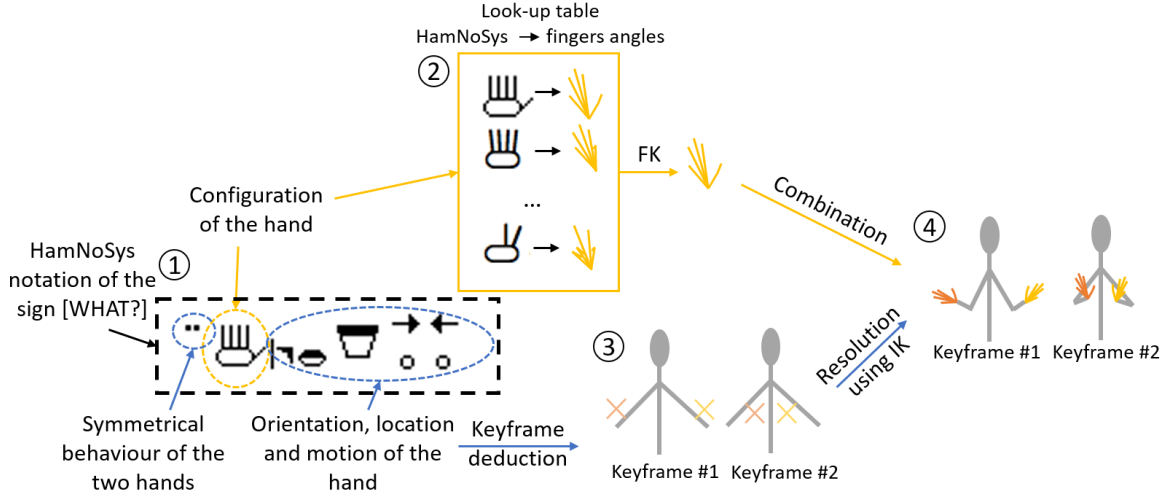 Look-up table
HamNoSys → fingers angles
②
...
FK
Configuration
of the hand
Combination
HamNoSys
notation of the
sign [WHAT?]
①
④
③
Keyframe #1
Keyframe #2
Resolution
using IK
Symmetrical
behaviour of the
two hands
Orientation, location
and motion of the
hand
Keyframe
deduction
Keyframe #1
Keyframe #2